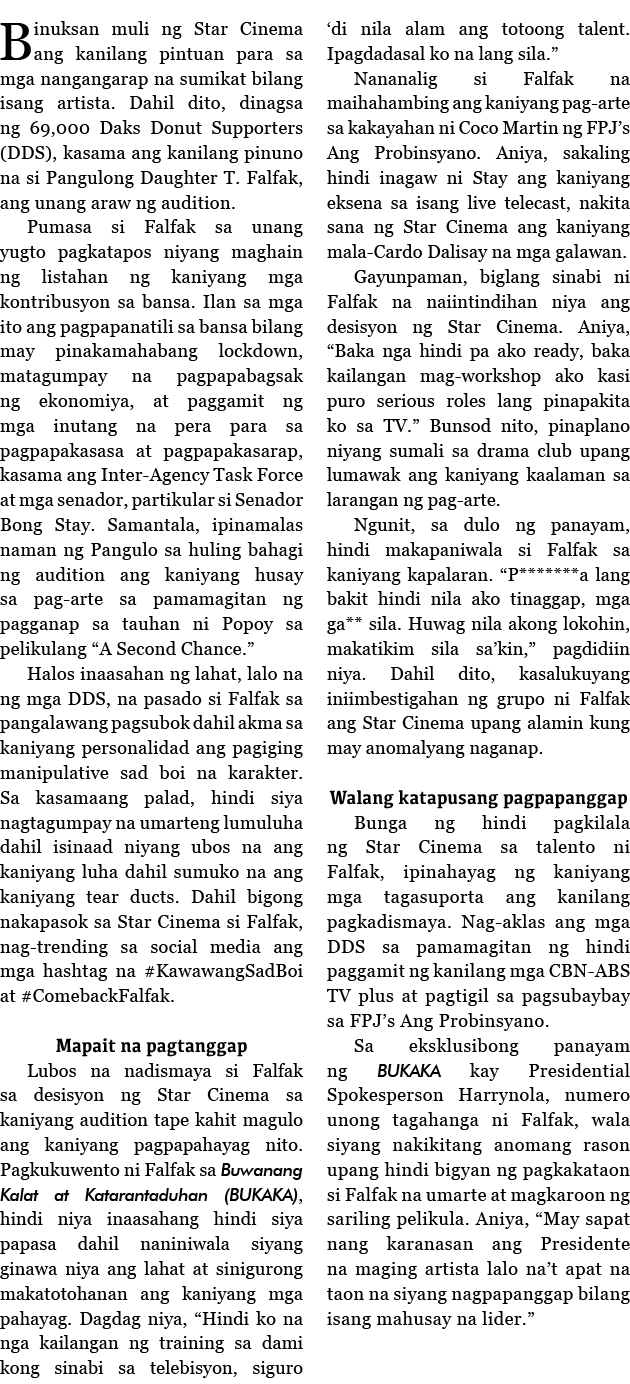 Binuksan muli ng Star Cinema
ang kanilang pintuan para sa
mga nangangarap na sumikat bilang
isang artista. Dahil dito, dinagsa
ng 69,000 Daks Donut Supporters
(DDS), kasama ang kanilang pinuno
na si Pangulong Daughter T. Falfak,
ang unang araw ng audition.
Pumasa si Falfak sa unang
yugto pagkatapos niyang maghain
ng listahan ng kaniyang mga
kontribusyon sa bansa. Ilan sa mga
ito ang pagpapanatili sa bansa bilang
may pinakamahabang lockdown,
matagumpay na pagpapabagsak
ng ekonomiya, at paggamit ng
mga inutang na pera para sa
pagpapakasasa at pagpapakasarap,
kasama ang Inter-Agency Task Force
at mga senador, partikular si Senador
Bong Stay. Samantala, ipinamalas
naman ng Pangulo sa huling bahagi
ng audition ang kaniyang husay
sa pag-arte sa pamamagitan ng
pagganap sa tauhan ni Popoy sa
pelikulang “A Second Chance.”
Halos inaasahan ng lahat, lalo na
ng mga DDS, na pasado si Falfak sa
pangalawang pagsubok dahil akma sa
kaniyang personalidad ang pagiging
manipulative sad boi na karakter.
Sa kasamaang palad, hindi siya
nagtagumpay na umarteng lumuluha
dahil isinaad niyang ubos na ang
kaniyang luha dahil sumuko na ang
kaniyang tear ducts. Dahil bigong
nakapasok sa Star Cinema si Falfak,
nag-trending sa social media ang
mga hashtag na #KawawangSadBoi
at #ComebackFalfak.
Mapait na pagtanggap
Lubos na nadismaya si Falfak
sa desisyon ng Star Cinema sa
kaniyang audition tape kahit magulo
ang kaniyang pagpapahayag nito.
Pagkukuwento ni Falfak sa Buwanang
Kalat at Katarantaduhan (BUKAKA),
hindi niya inaasahang hindi siya
papasa dahil naniniwala siyang
ginawa niya ang lahat at sinigurong
makatotohanan ang kaniyang mga
pahayag. Dagdag niya, “Hindi ko na
nga kailangan ng training sa dami
kong sinabi sa telebisyon, siguro
‘di nila alam ang totoong talent.
Ipagdadasal ko na lang sila.”
Nananalig si Falfak na
maihahambing ang kaniyang pag-arte
sa kakayahan ni Coco Martin ng FPJ’s
Ang Probinsyano. Aniya, sakaling
hindi inagaw ni Stay ang kaniyang
eksena sa isang live telecast, nakita
sana ng Star Cinema ang kaniyang
mala-Cardo Dalisay na mga galawan.
Gayunpaman, biglang sinabi ni
Falfak na naiintindihan niya ang
desisyon ng Star Cinema. Aniya,
“Baka nga hindi pa ako ready, baka
kailangan mag-workshop ako kasi
puro serious roles lang pinapakita
ko sa TV.” Bunsod nito, pinaplano
niyang sumali sa drama club upang
lumawak ang kaniyang kaalaman sa
larangan ng pag-arte.
Ngunit, sa dulo ng panayam,
hindi makapaniwala si Falfak sa
kaniyang kapalaran. “P*******a lang
bakit hindi nila ako tinaggap, mga
ga** sila. Huwag nila akong lokohin,
makatikim sila sa’kin,” pagdidiin
niya. Dahil dito, kasalukuyang
iniimbestigahan ng grupo ni Falfak
ang Star Cinema upang alamin kung
may anomalyang naganap.
Walang katapusang pagpapanggap
Bunga ng hindi pagkilala
ng Star Cinema sa talento ni
Falfak, ipinahayag ng kaniyang
mga tagasuporta ang kanilang
pagkadismaya. Nag-aklas ang mga
DDS sa pamamagitan ng hindi
paggamit ng kanilang mga CBN-ABS
TV plus at pagtigil sa pagsubaybay
sa FPJ’s Ang Probinsyano.
Sa eksklusibong panayam
ng BUKAKA kay Presidential
Spokesperson Harrynola, numero
unong tagahanga ni Falfak, wala
siyang nakikitang anomang rason
upang hindi bigyan ng pagkakataon
si Falfak na umarte at magkaroon ng
sariling pelikula. Aniya, “May sapat
nang karanasan ang Presidente
na maging artista lalo na’t apat na
taon na siyang nagpapanggap bilang
isang mahusay na lider.”